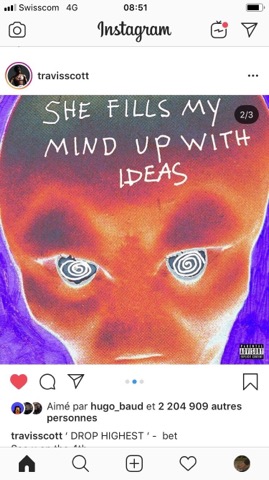 Swisscom 4G 08:51
Instagram
travisscott
2/3
SHE FILLS MY
MIND UP WITH
IDEAS
PARENTAL
ADVISORY
EXPLICIT CONTENT
Aimé par hugo_baud et 2 204 909 autres
personnes
travisscott ‘ DROP HIGHEST ‘ - bet